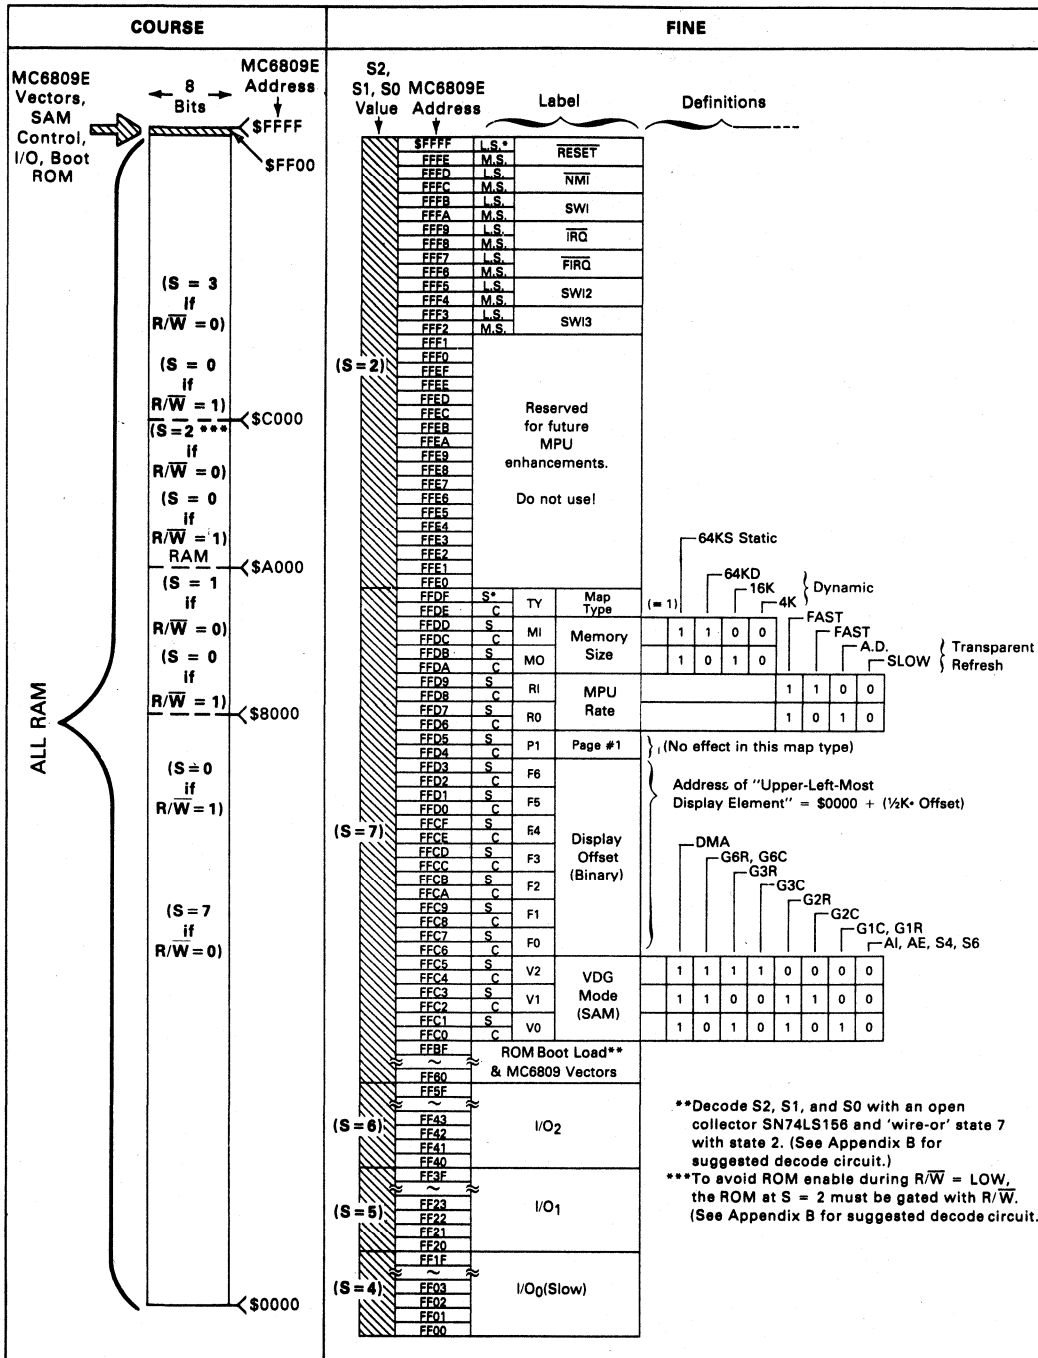 COURSE
FINE
MC6809E
Vectors,
SAM
Control,
I/O, Boot
ROM
8
Bits
MC6809E
Address
$FFFF
$FF00
(S = 3
if
R/W̅ = 0)
(S = 0
if
R/W̅ = 1)
$C000
(S=2 ***
if
R/W̅ = 0)
(S = 0
if
R/W̅ = 1)
RAM
$A000
(S = 1
if
R/W̅ = 0)
(S = 0
if
R/W̅ = 1)
$8000
ALL RAM
(S=0
if
R/W̅=1)
(S=7
if
R/W̅=0)
$0000
S2,
S1, S0
Value
MC6809E
Address
Label
Definitions
$FFFF L.S.*
FFFE M.S.
R̅E̅S̅E̅T̅
FFFD L.S.
FFFC M.S.
N̅M̅I̅
FFFB L.S.
FFFA M.S.
SWI
FFF9 L.S.
FFF8 M.S.
I̅R̅Q̅
FFF7 L.S.
FFF6 M.S.
F̅I̅R̅Q̅
FFF5 L.S.
FFF4 M.S.
SWI2
FFF3 L.S.
FFF2 M.S.
SWI3
(S=2)
FFF1
FFF0
FFEF
FFEE
FFED
FFEC
FFEB
FFEA
FFE9
FFE8
FFE7
FFE6
FFE5
FFE4
FFE3
FFE2
FFE1
FFE0
Reserved
for future
MPU
enhancements.
Do not use!
FFDF S*
FFDE C
TY
Map
Type
(= 1)
64KS Static
64KD
16K
4K
Dynamic
FFDD S
FFDC C
MI
FFDB S
FFDA C
MO
Memory
Size
1 1 0 0
1 0 1 0
FAST
FAST
A.D.
SLOW
Transparent
Refresh
FFD9 S
FFD8 C
RI
FFD7 S
FFD6 C
R0
MPU
Rate
1 1 0 0
1 0 1 0
FFD5 S
FFD4 C
P1
Page #1
(No effect in this map type)
(S=7)
FFD3 S
FFD2 C
F6
FFD1 S
FFD0 C
F5
FFCF S
FFCE C
F4
FFCD S
FFCC C
F3
FFCB S
FFCA C
F2
FFC9 S
FFC8 C
F1
FFC7 S
FFC6 C
F0
Display
Offset
(Binary)
Address of "Upper-Left-Most
Display Element" = $0000 + (½K• Offset)
DMA
G6R, G6C
G3R
G3C
G2R
G2C
G1C, G1R
AI, AE, S4, S6
FFC5 S
FFC4 C
V2
FFC3 S
FFC2 C
V1
FFC1 S
FFC0 C
V0
VDG
Mode
(SAM)
1 1 1 1 0 0 0 0
1 1 0 0 1 1 0 0
1 0 1 0 1 0 1 0
FFBF
~
FF60
ROM Boot Load**
& MC6809 Vectors
(S=6)
FF5F
~
FF43
FF42
FF41
FF40
I/O2
(S=5)
FF3F
~
FF23
FF22
FF21
FF20
I/O1
(S=4)
FF1F
~
FF03
FF02
FF01
FF00
I/O0(Slow)
**Decode S2, S1, and S0 with an open
collector SN74LS156 and 'wire-or' state 7
with state 2. (See Appendix B for
suggested decode circuit.)
***To avoid ROM enable during R/W̅ = LOW,
the ROM at S = 2 must be gated with R/W̅.
(See Appendix B for suggested decode circuit.